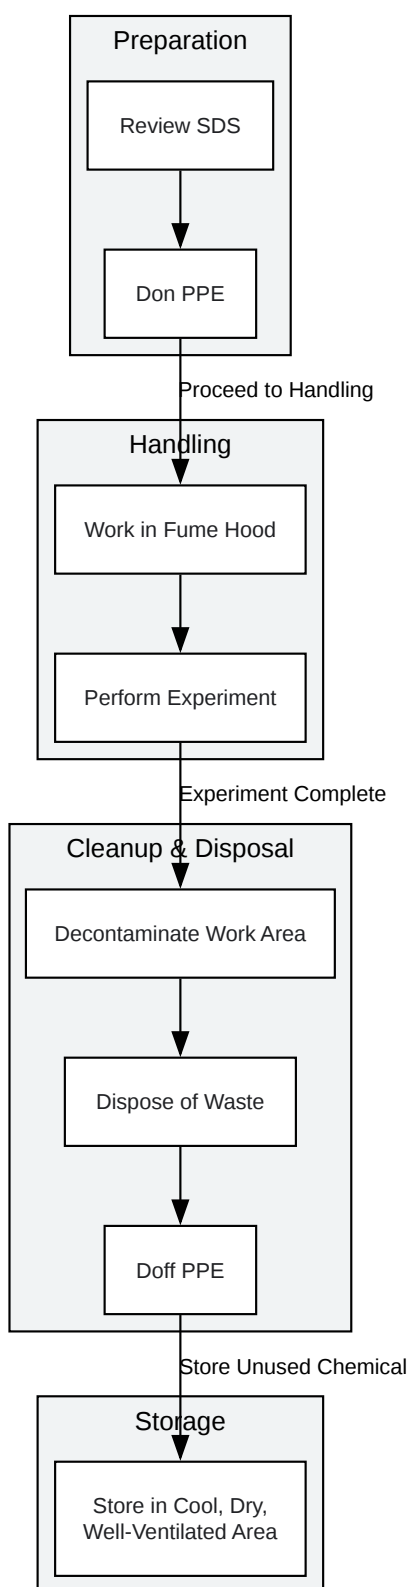 Preparation
Review SDS
Don PPE
Proceed to Handling
Handling
Work in Fume Hood
Perform Experiment
Experiment Complete
Cleanup & Disposal
Decontaminate Work Area
Dispose of Waste
Doff PPE
Store Unused Chemical
Storage
Store in Cool, Dry,
Well-Ventilated Area